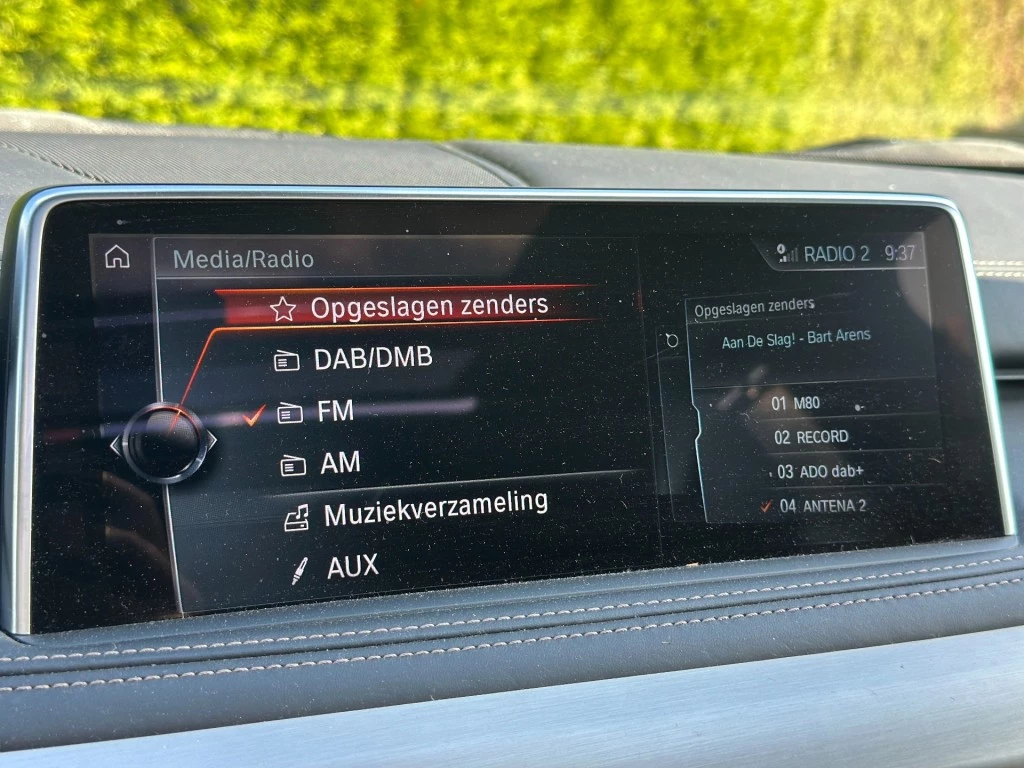 Media/Radio
RADIO 2 9:37
Opgeslagen zenders
DAB/DMB
FM
AM
Muziekverzameling
AUX
Opgeslagen zenders
Aan De Slag! - Bart Arens
01 M80
02 RECORD
03 ADO dab+
04 ANTENA 2